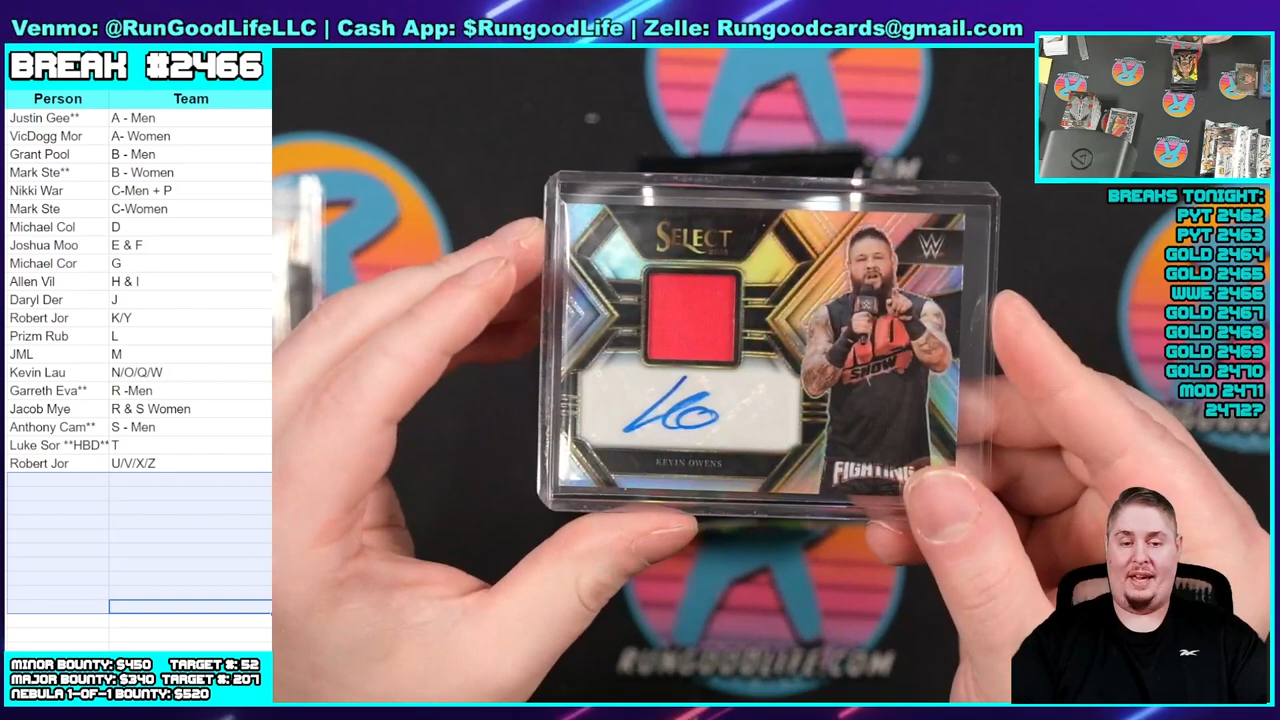 Venmo: @RunGoodLifeLLC | Cash App: $RungoodLife | Zelle: Rungoodcards@gmail.com
BREAK #2466
Person Team
Justin Gee** A - Men
VicDogg Mor A- Women
Grant Pool B - Men
Mark Ste** B - Women
Nikki War C-Men + P
Mark Ste C-Women
Michael Col D
Joshua Moo E & F
Michael Cor G
Allen Vil H & I
Daryl Der J
Robert Jor K/Y
Prizm Rub L
JML M
Kevin Lau N/O/Q/W
Garreth Eva** R -Men
Jacob Mye R & S Women
Anthony Cam** S - Men
Luke Sor **HBD** T
Robert Jor U/V/X/Z
MINOR BOUNTY: $450 TARGET #: 52
MAJOR BOUNTY: $340 TARGET #: 207
NEBULA 1-OF-1 BOUNTY: $520
SELECT
W
KO
KEVIN OWENS
SHOW
FIGHTING
.COM
RUNGOODLIFE.COM
BREAKS TONIGHT:
PYT 2462
PYT 2463
GOLD 2464
GOLD 2465
WWE 2466
GOLD 2467
GOLD 2468
GOLD 2469
GOLD 2470
MOD 2471
2472?